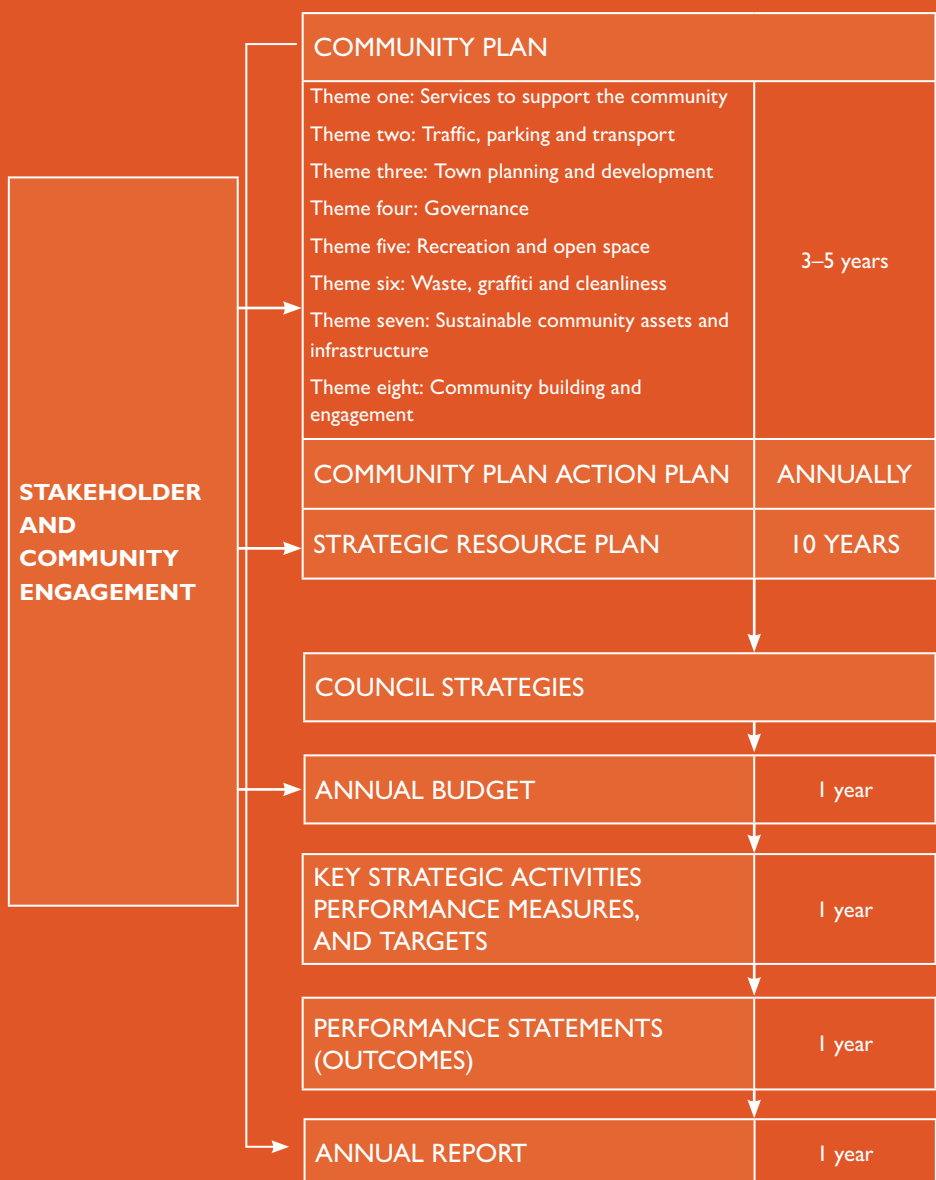 COMMUNITY PLAN
Theme one: Services to support the community
Theme two: Traffic, parking and transport
Theme three: Town planning and development
Theme four: Governance
Theme five: Recreation and open space
Theme six: Waste, graffiti and cleanliness
Theme seven: Sustainable community assets and
infrastructure
Theme eight: Community building and
engagement
3–5 years
COMMUNITY PLAN ACTION PLAN
ANNUALLY
STRATEGIC RESOURCE PLAN
10 YEARS
STAKEHOLDER
AND
COMMUNITY
ENGAGEMENT
COUNCIL STRATEGIES
ANNUAL BUDGET
1 year
KEY STRATEGIC ACTIVITIES
PERFORMANCE MEASURES,
AND TARGETS
1 year
PERFORMANCE STATEMENTS
(OUTCOMES)
1 year
ANNUAL REPORT
1 year